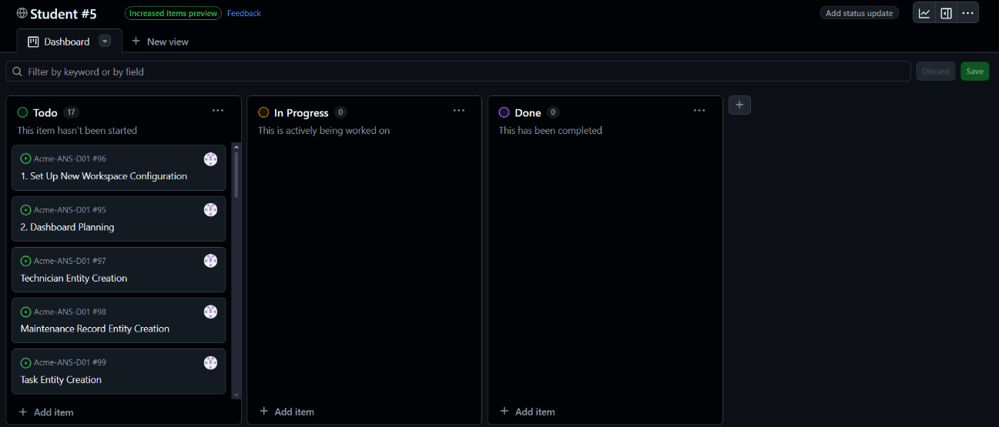 Student #5
Increased items preview
Feedback
Add status update
Dashboard
New view
Filter by keyword or by field
Discard
Save
Todo 17
This item hasn't been started
Acme-ANS-D01 #96
1. Set Up New Workspace Configuration
Acme-ANS-D01 #95
2. Dashboard Planning
Acme-ANS-D01 #97
Technician Entity Creation
Acme-ANS-D01 #98
Maintenance Record Entity Creation
Acme-ANS-D01 #99
Task Entity Creation
Add item
In Progress 0
This is actively being worked on
Add item
Done 0
This has been completed
Add item